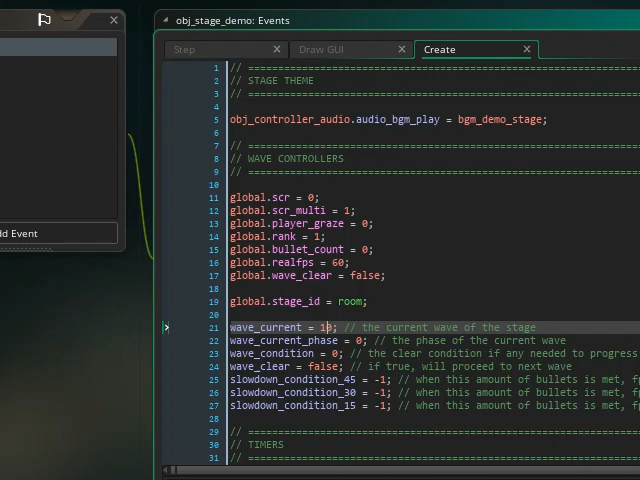 obj_stage_demo: Events
Step
Draw GUI
Create
1 // ================================================================
2 // STAGE THEME
3 // ================================================================
4
5 obj_controller_audio.audio_bgm_play = bgm_demo_stage;
6
7 // ================================================================
8 // WAVE CONTROLLERS
9 // ================================================================
10
11 global.scr = 0;
12 global.scr_multi = 1;
13 global.player_graze = 0;
14 global.rank = 1;
15 global.bullet_count = 0;
16 global.realfps = 60;
17 global.wave_clear = false;
18
19 global.stage_id = room;
20
21 wave_current = 10; // the current wave of the stage
22 wave_current_phase = 0; // the phase of the current wave
23 wave_condition = 0; // the clear condition if any needed to progress
24 wave_clear = false; // if true, will proceed to next wave
25 slowdown_condition_45 = -1; // when this amount of bullets is met, fp
26 slowdown_condition_30 = -1; // when this amount of bullets is met, fp
27 slowdown_condition_15 = -1; // when this amount of bullets is met, fp
28
29 // ================================================================
30 // TIMERS
31 // ================================================================
dd Event